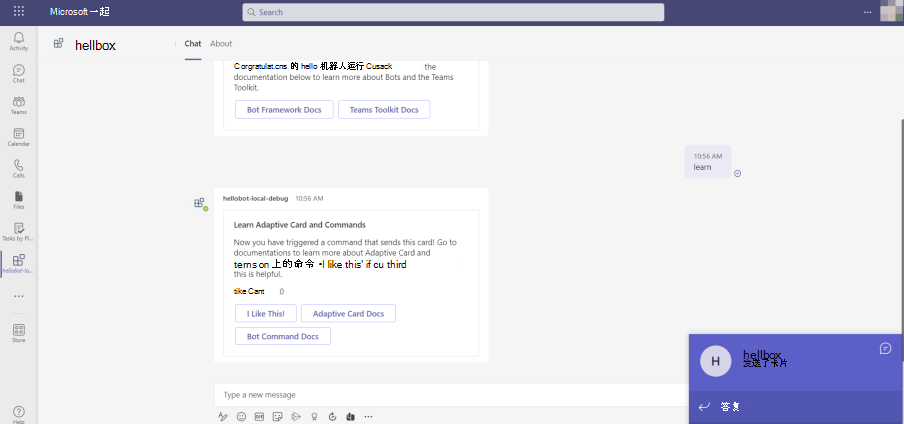 Microsoft 一起
Search
Activity
Chat
Teams
Calendar
Calls
Files
Tasks by Pl...
hellobot-lo...
Store
Help
hellbox
Chat
About
Corgratulat.cns 的 hello 机器人运行 Cusack the
documentation below to learn more about Bots and the Teams
Toolkit.
Bot Framework Docs
Teams Toolkit Docs
10:56 AM
learn
hellobot-local-debug 10:56 AM
Learn Adaptive Card and Commands
Now you have triggered a command that sends this card! Go to
documentations to learn more about Adaptive Card and
terns on 上的命令 •I like this' if cu third
this is helpful.
tike Cant 0
I Like This!
Adaptive Card Docs
Bot Command Docs
Type a new message
H
hellbox
发送了卡片
答复